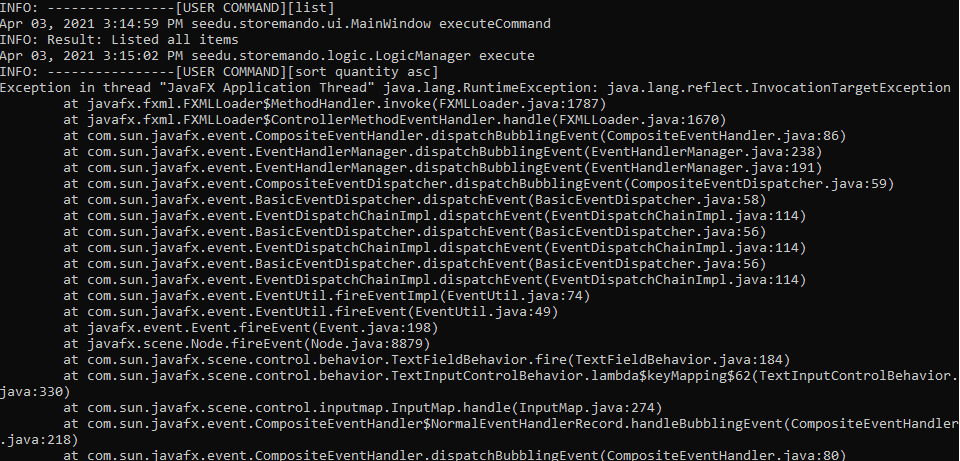 INFO: ----------------[USER COMMAND][list]
Apr 03, 2021 3:14:59 PM seedu.storemando.ui.MainWindow executeCommand
INFO: Result: Listed all items
Apr 03, 2021 3:15:02 PM seedu.storemando.logic.LogicManager execute
INFO: ----------------[USER COMMAND][sort quantity asc]
Exception in thread "JavaFX Application Thread" java.lang.RuntimeException: java.lang.reflect.InvocationTargetException
at javafx.fxml.FXMLLoader$MethodHandler.invoke(FXMLLoader.java:1787)
at javafx.fxml.FXMLLoader$ControllerMethodEventHandler.handle(FXMLLoader.java:1670)
at com.sun.javafx.event.CompositeEventHandler.dispatchBubblingEvent(CompositeEventHandler.java:86)
at com.sun.javafx.event.EventHandlerManager.dispatchBubblingEvent(EventHandlerManager.java:238)
at com.sun.javafx.event.EventHandlerManager.dispatchBubblingEvent(EventHandlerManager.java:191)
at com.sun.javafx.event.CompositeEventDispatcher.dispatchBubblingEvent(CompositeEventDispatcher.java:59)
at com.sun.javafx.event.BasicEventDispatcher.dispatchEvent(BasicEventDispatcher.java:58)
at com.sun.javafx.event.EventDispatchChainImpl.dispatchEvent(EventDispatchChainImpl.java:114)
at com.sun.javafx.event.BasicEventDispatcher.dispatchEvent(BasicEventDispatcher.java:56)
at com.sun.javafx.event.EventDispatchChainImpl.dispatchEvent(EventDispatchChainImpl.java:114)
at com.sun.javafx.event.BasicEventDispatcher.dispatchEvent(BasicEventDispatcher.java:56)
at com.sun.javafx.event.EventDispatchChainImpl.dispatchEvent(EventDispatchChainImpl.java:114)
at com.sun.javafx.event.EventUtil.fireEventImpl(EventUtil.java:74)
at com.sun.javafx.event.EventUtil.fireEvent(EventUtil.java:49)
at javafx.event.Event.fireEvent(Event.java:198)
at javafx.scene.Node.fireEvent(Node.java:8879)
at com.sun.javafx.scene.control.behavior.TextFieldBehavior.fire(TextFieldBehavior.java:184)
at com.sun.javafx.scene.control.behavior.TextInputControlBehavior.lambda$keyMapping$62(TextInputControlBehavior.
java:330)
at com.sun.javafx.scene.control.inputmap.InputMap.handle(InputMap.java:274)
at com.sun.javafx.event.CompositeEventHandler$NormalEventHandlerRecord.handleBubblingEvent(CompositeEventHandler
.java:218)
at com.sun.javafx.event.CompositeEventHandler.dispatchBubblingEvent(CompositeEventHandler.java:80)